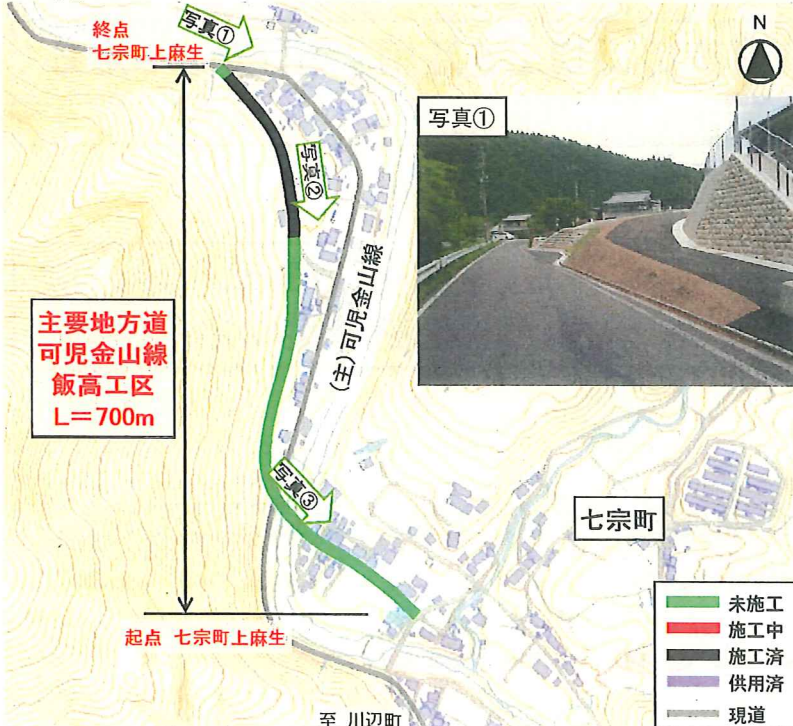 終点
七宗町上麻生
写真①
N
写真①
写真②
(主)可児金山線
主要地方道
可児金山線
飯高工区
L=700m
写真③
七宗町
起点 七宗町上麻生
至 川辺町
未施工
施工中
施工済
供用済
現道